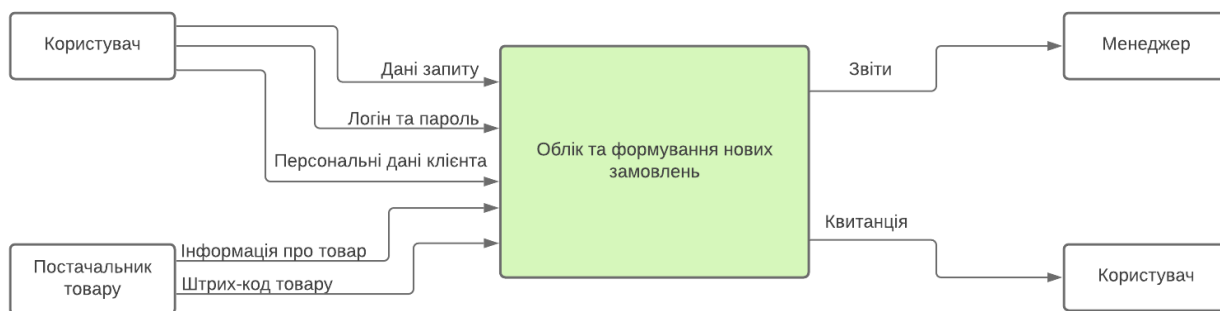 Користувач
Дані запиту
Логін та пароль
Персональні дані клієнта
Постачальник
товару
Інформація про товар
Штрих-код товару
Облік та формування нових
замовлень
Звіти
Менеджер
Квитанція
Користувач